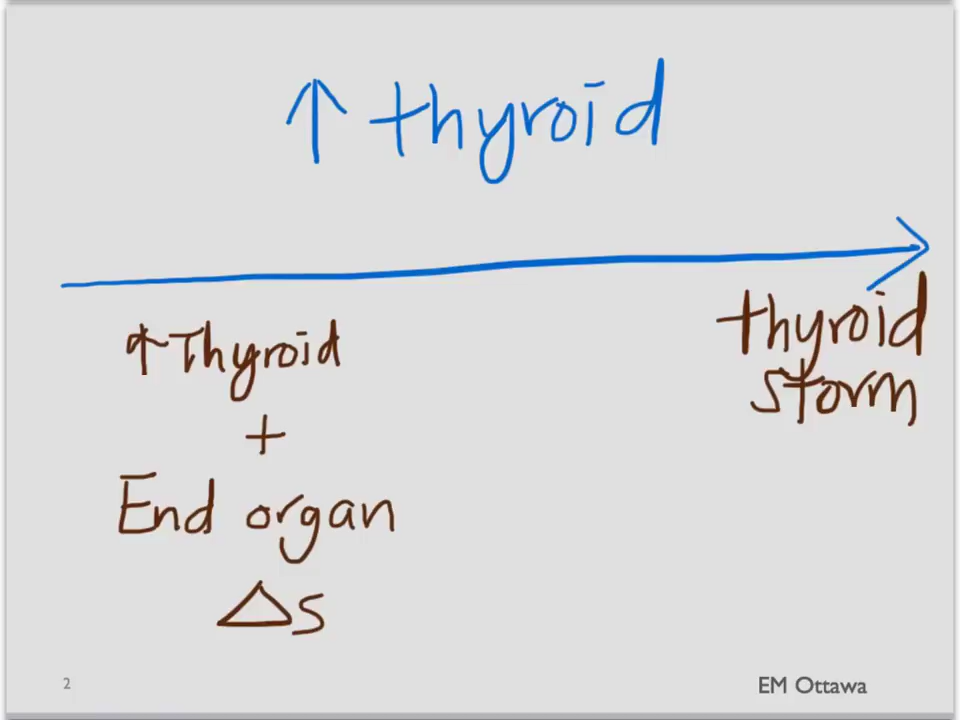 ↑ thyroid
↑ Thyroid
+
End organ
Δs
thyroid
storm
2
EM Ottawa